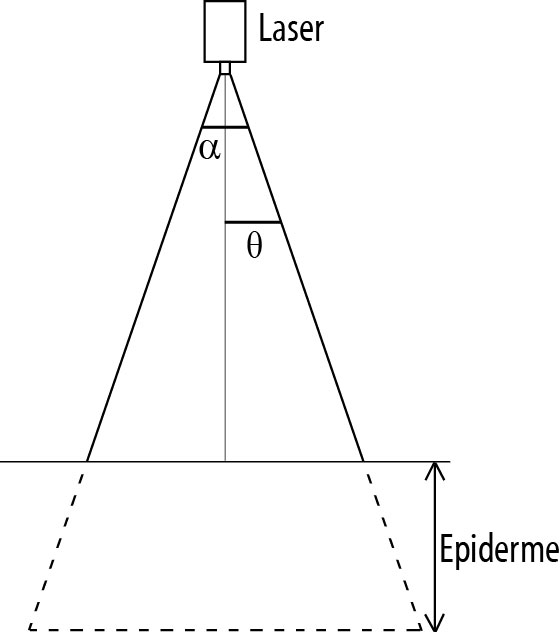 Laser
α
θ
Epiderme